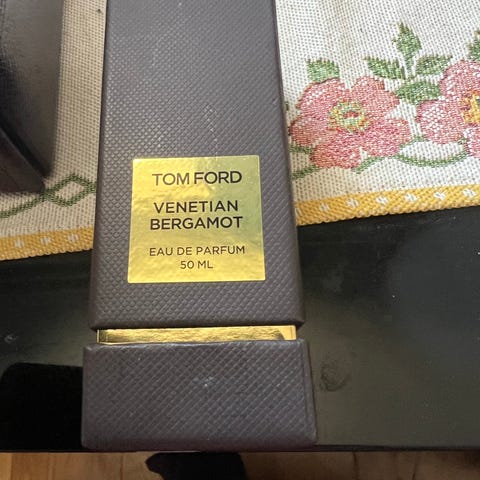 TOM FORD
VENETIAN
BERGAMOT
EAU DE PARFUM
50 ML